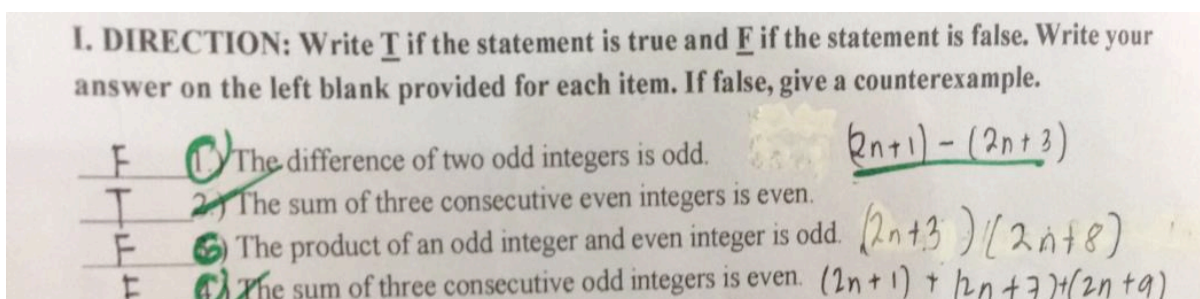 I. DIRECTION: Write T if the statement is true and F if the statement is false. Write your
answer on the left blank provided for each item. If false, give a counterexample.
F 1.) The difference of two odd integers is odd. (2n+1) - (2n+3)
T 2.) The sum of three consecutive even integers is even.
F 3) The product of an odd integer and even integer is odd. (2n+3)(2n+8)
F 4.) The sum of three consecutive odd integers is even. (2n+1) + (2n+7)+(2n+9)